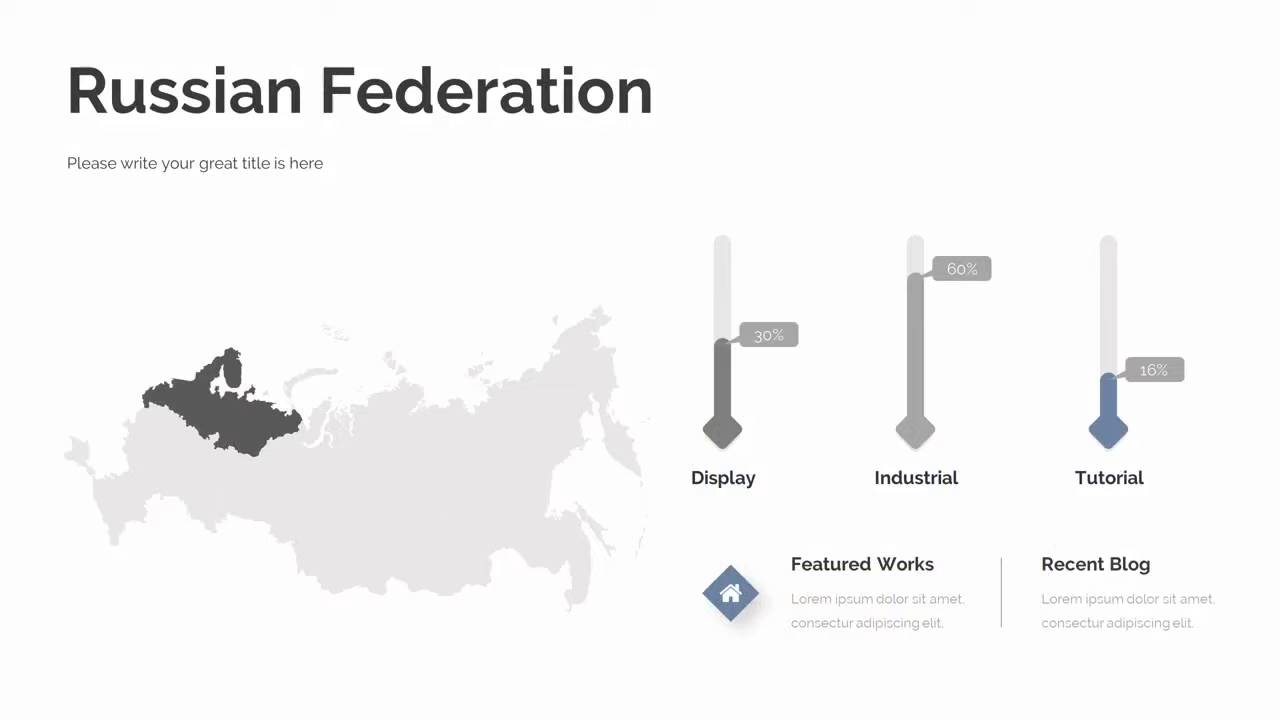 Russian Federation
Please write your great title is here
60%
30%
16%
Display
Industrial
Tutorial
Featured Works
Lorem ipsum dolor sit amet,
consectur adipiscing elit.
Recent Blog
Lorem ipsum dolor sit amet,
consectur adipiscing elit.